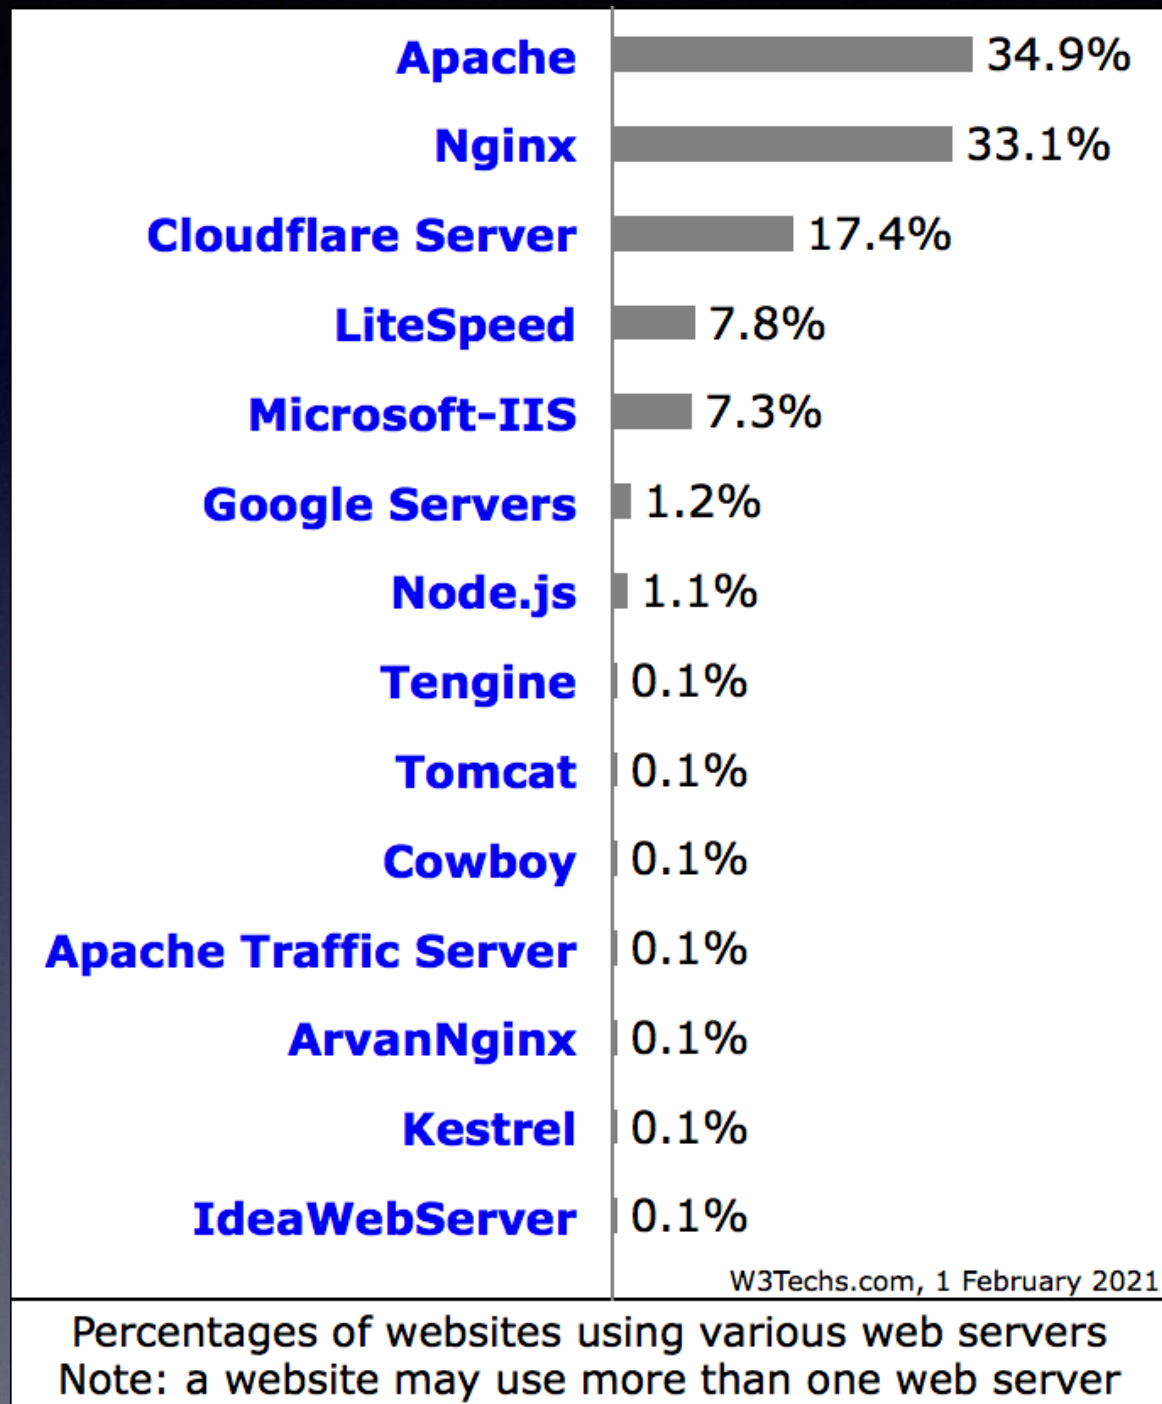 Apache 34.9%
Nginx 33.1%
Cloudflare Server 17.4%
LiteSpeed 7.8%
Microsoft-IIS 7.3%
Google Servers 1.2%
Node.js 1.1%
Tengine 0.1%
Tomcat 0.1%
Cowboy 0.1%
Apache Traffic Server 0.1%
ArvanNginx 0.1%
Kestrel 0.1%
IdeaWebServer 0.1%
W3Techs.com, 1 February 2021
Percentages of websites using various web servers
Note: a website may use more than one web server